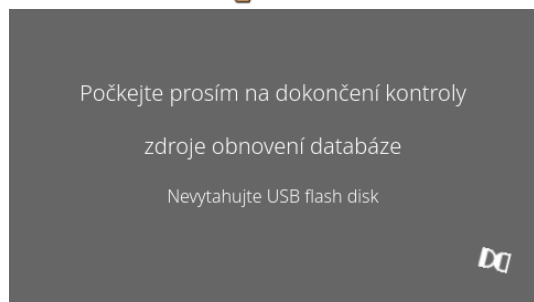 Počkejte prosím na dokončení kontroly
zdroje obnovení databáze
Nevytahujte USB flash disk